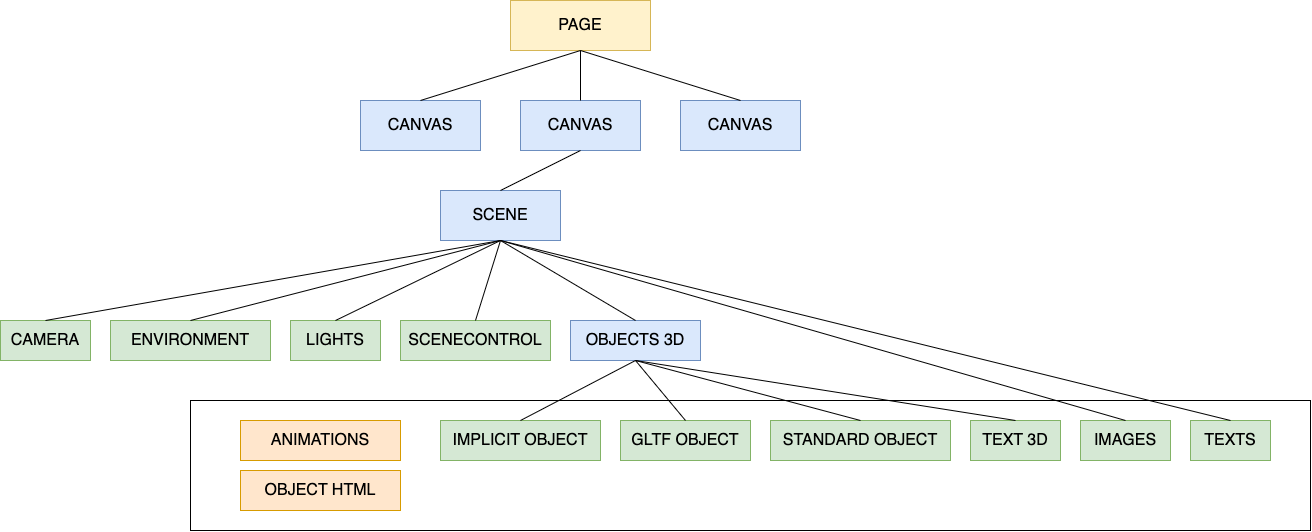 PAGE
CANVAS
CANVAS
CANVAS
SCENE
CAMERA
ENVIRONMENT
LIGHTS
SCENECONTROL
OBJECTS 3D
ANIMATIONS
IMPLICIT OBJECT
GLTF OBJECT
STANDARD OBJECT
TEXT 3D
IMAGES
TEXTS
OBJECT HTML